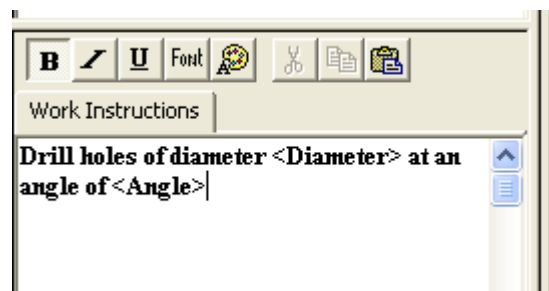 B I U Font A
Work Instructions
Drill holes of diameter <Diameter> at an
angle of <Angle>